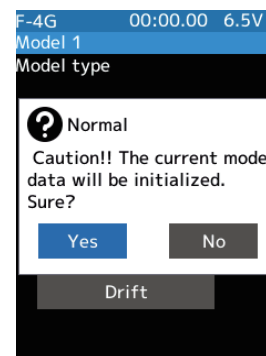 F-4G 00:00.00 6.5V
Model 1
Model type
Normal
Caution!! The current mode
data will be initialized.
Sure?
Yes No
Drift